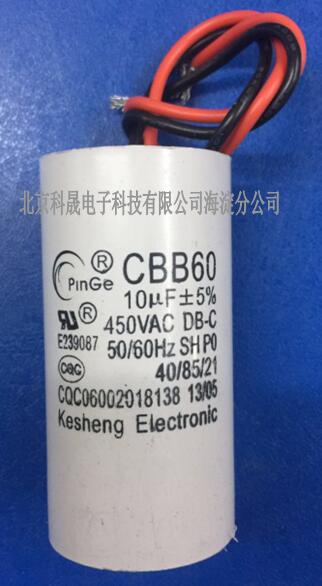 北京科晟电子科技有限公司海淀分公司
PinGe ® CBB60
10μF±5%
450VAC DB-C
E239087 50/60Hz SH P0
CQC 40/85/21
CQC06002018138 13/05
Kesheng Electronic